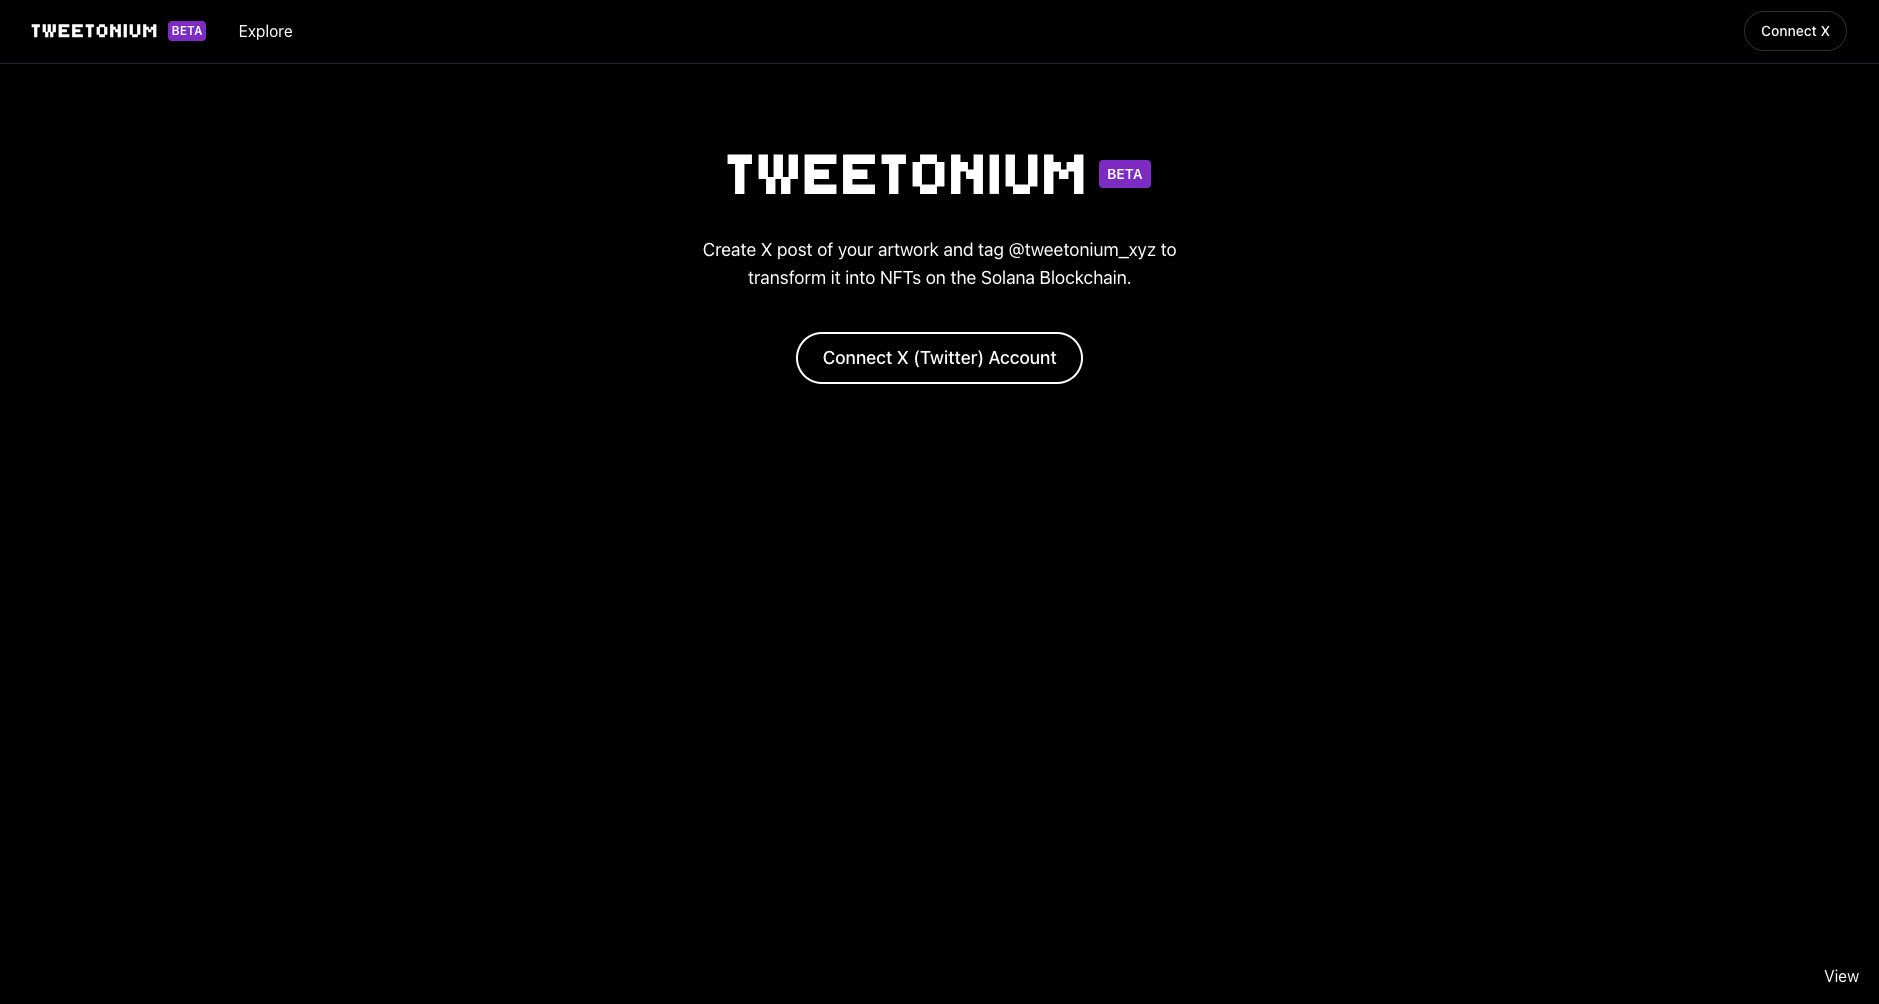 TWEETONIUM BETA Explore Connect X
TWEETONIUM BETA
Create X post of your artwork and tag @tweetonium_xyz to
transform it into NFTs on the Solana Blockchain.
Connect X (Twitter) Account
View